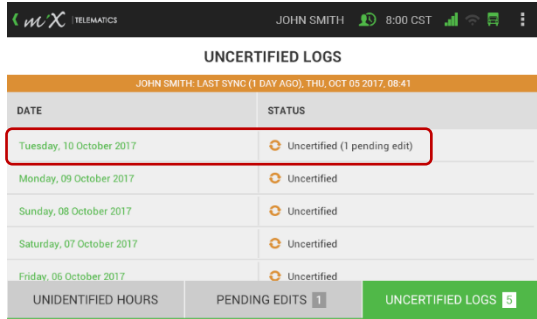 miX TELEMATICS JOHN SMITH 8:00 CST
UNCERTIFIED LOGS
JOHN SMITH: LAST SYNC (1 DAY AGO), THU, OCT 05 2017, 08:41
DATE STATUS
Tuesday, 10 October 2017 Uncertified (1 pending edit)
Monday, 09 October 2017 Uncertified
Sunday, 08 October 2017 Uncertified
Saturday, 07 October 2017 Uncertified
Friday, 06 October 2017 Uncertified
UNIDENTIFIED HOURS PENDING EDITS 1 UNCERTIFIED LOGS 5